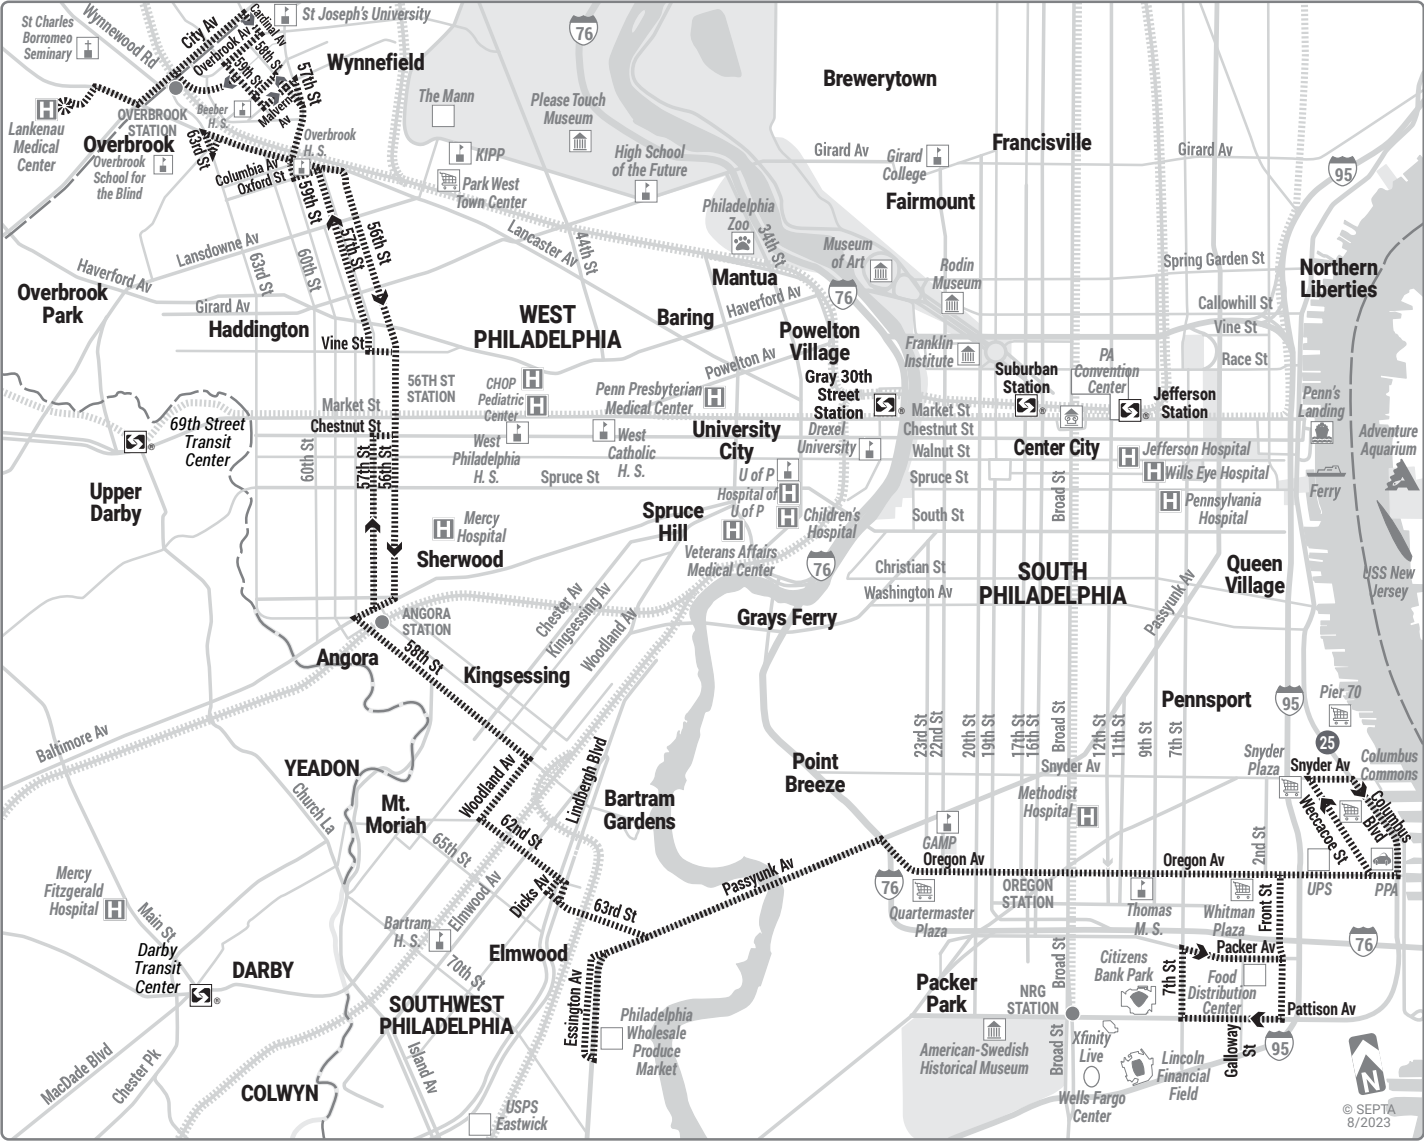 St Charles
Borromeo
Seminary
Wynnewood Rd
City Av
Cardinal Av
St Joseph's University
Overbrook Av
58th St
59th St
57th St
Malvern
Av
Wynnefield
76
Brewerytown
H
Lankenau
Medical
Center
OVERBROOK
STATION
Beeber
H. S.
Overbrook
63rd St
Overbrook
School for
the Blind
Overbrook
H. S.
Columbia Av
Oxford St
59th St
57th St
56th St
The Mann
Please Touch
Museum
KIPP
Park West
Town Center
High School
of the Future
Philadelphia
Zoo
34th St
Girard Av
Girard
College
Francisville
Girard Av
95
Fairmount
Museum
of Art
Rodin
Museum
Spring Garden St
Northern
Liberties
Callowhill St
Vine St
Race St
Lansdowne Av
Haverford Av
63rd St
60th St
Lancaster Av
44th St
Overbrook
Park
Girard Av
Haddington
Vine St
WEST
PHILADELPHIA
Mantua
Baring
Haverford Av
76
Powelton
Village
Powelton Av
Franklin
Institute
Suburban
Station
PA
Convention
Center
Jefferson
Station
Penn's
Landing
56TH ST
STATION
CHOP
Pediatric
Center
H
H
Penn Presbyterian
Medical Center
H
Gray 30th
Street
Station
Market St
Chestnut St
69th Street
Transit
Center
60th St
57th St
56th St
West
Philadelphia
H. S.
West
Catholic
H. S.
Spruce St
University
City
Drexel
University
U of P
Hospital of
U of P
H
H
H
Children's
Hospital
Market St
Chestnut St
Walnut St
Spruce St
South St
Center City
Broad St
H
Jefferson Hospital
H
Wills Eye Hospital
H
Pennsylvania
Hospital
Adventure
Aquarium
Ferry
USS New
Jersey
Upper
Darby
H
Mercy
Hospital
Sherwood
Spruce
Hill
Veterans Affairs
Medical Center
76
Christian St
Washington Av
SOUTH
PHILADELPHIA
Passyunk Av
Queen
Village
Grays Ferry
ANGORA
STATION
Chester Av
Kingsessing Av
Woodland Av
Angora
58th St
Kingsessing
Baltimore Av
YEADON
Church La
Mt.
Moriah
Woodland Av
Lindbergh Blvd
Bartram
Gardens
Point
Breeze
23rd St
22nd St
20th St
19th St
17th St
16th St
Broad St
12th St
11th St
9th St
7th St
Pennsport
95
Pier 70
25
Snyder
Plaza
Snyder Av
Columbus
Commons
Snyder Av
Methodist
Hospital
H
Weccacoe St
Columbus
Blvd
62nd St
65th St
Elmwood Av
Dicks Av
63rd St
Passyunk Av
GAMP
Oregon Av
Oregon Av
2nd St
UPS
PPA
76
Quartermaster
Plaza
OREGON
STATION
Thomas
M. S.
Whitman
Plaza
Front St
Mercy
Fitzgerald
Hospital
H
Main St
Darby
Transit
Center
DARBY
Bartram
H. S.
70th St
Elmwood
Essington Av
SOUTHWEST
PHILADELPHIA
Philadelphia
Wholesale
Produce
Market
Island Av
USPS
Eastwick
Broad St
Citizens
Bank Park
7th St
Packer Av
Food
Distribution
Center
76
Pattison Av
Packer
Park
NRG
STATION
American-Swedish
Historical Museum
Broad St
Xfinity
Live
Wells Fargo
Center
Lincoln
Financial
Field
Galloway
St
95
N
MacDade Blvd
Chester Pk
COLWYN
© SEPTA
8/2023